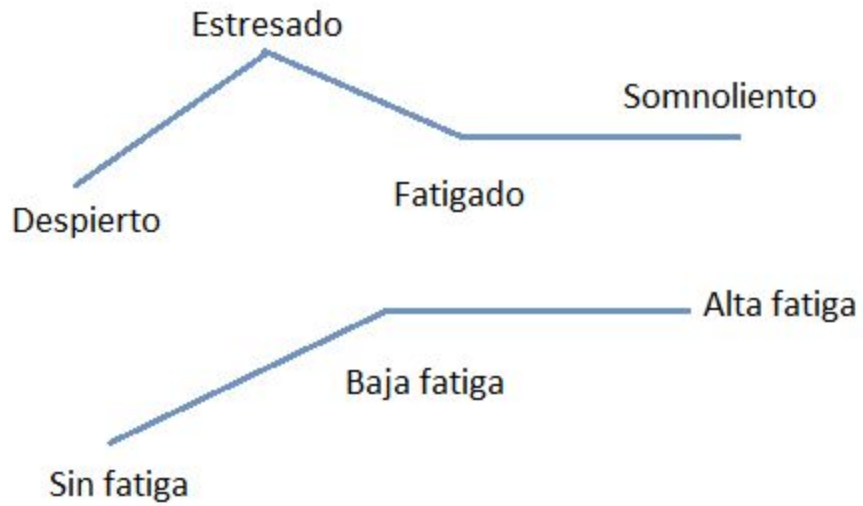 Estresado
Somnoliento
Fatigado
Despierto
Alta fatiga
Baja fatiga
Sin fatiga